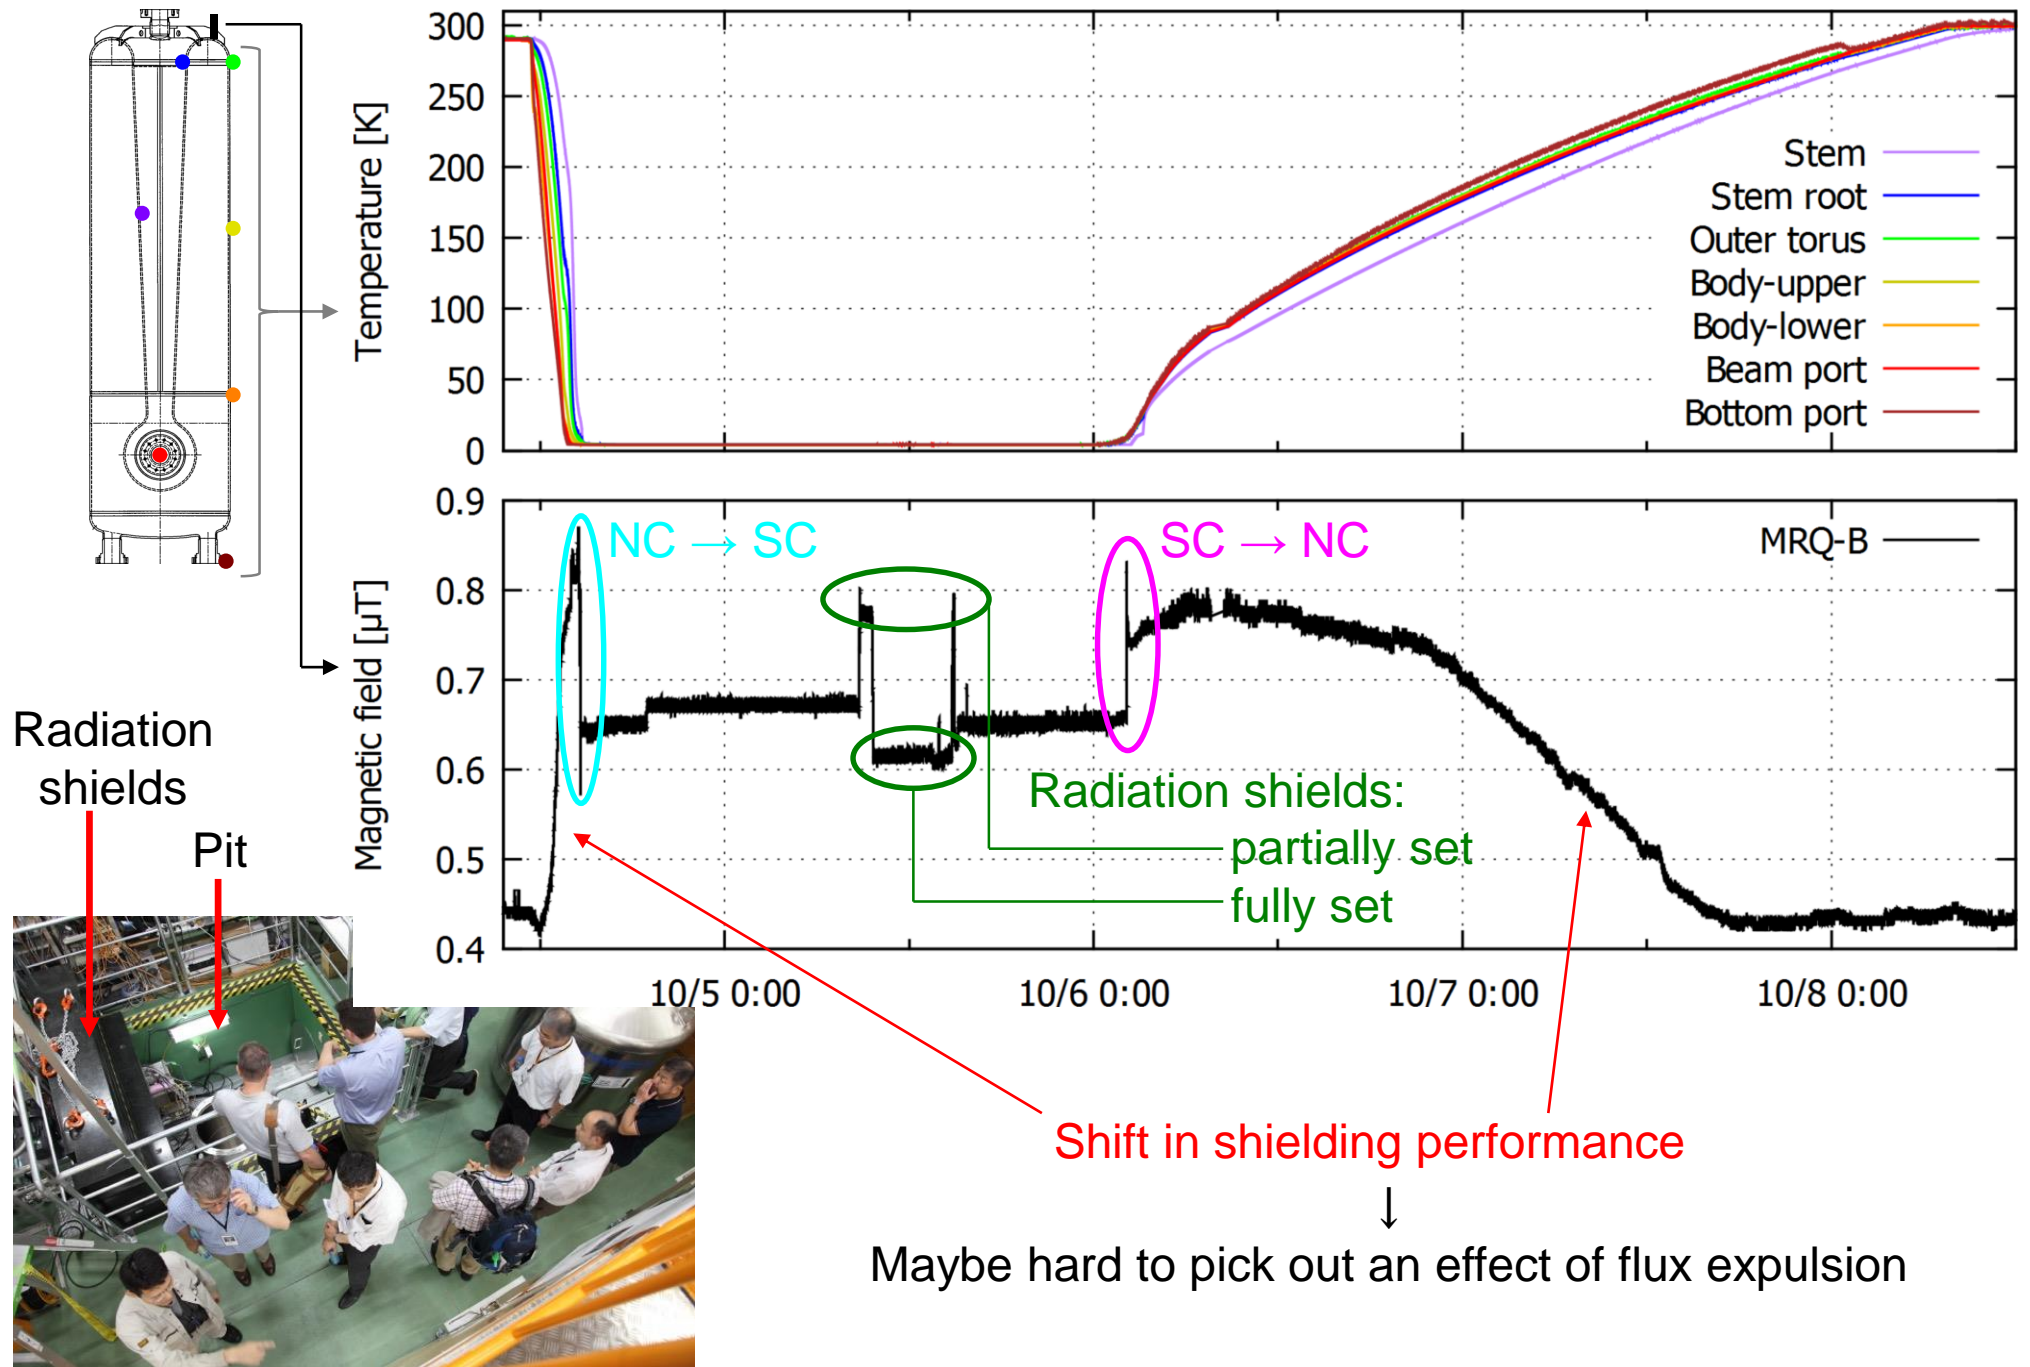 300
250
200
150
100
50
0
Temperature [K]
Stem
Stem root
Outer torus
Body-upper
Body-lower
Beam port
Bottom port
0.9
0.8
0.7
0.6
0.5
0.4
Magnetic field [μT]
NC → SC
SC → NC
MRQ-B
Radiation shields:
partially set
fully set
10/5 0:00
10/6 0:00
10/7 0:00
10/8 0:00
Radiation
shields
Pit
Shift in shielding performance
↓
Maybe hard to pick out an effect of flux expulsion